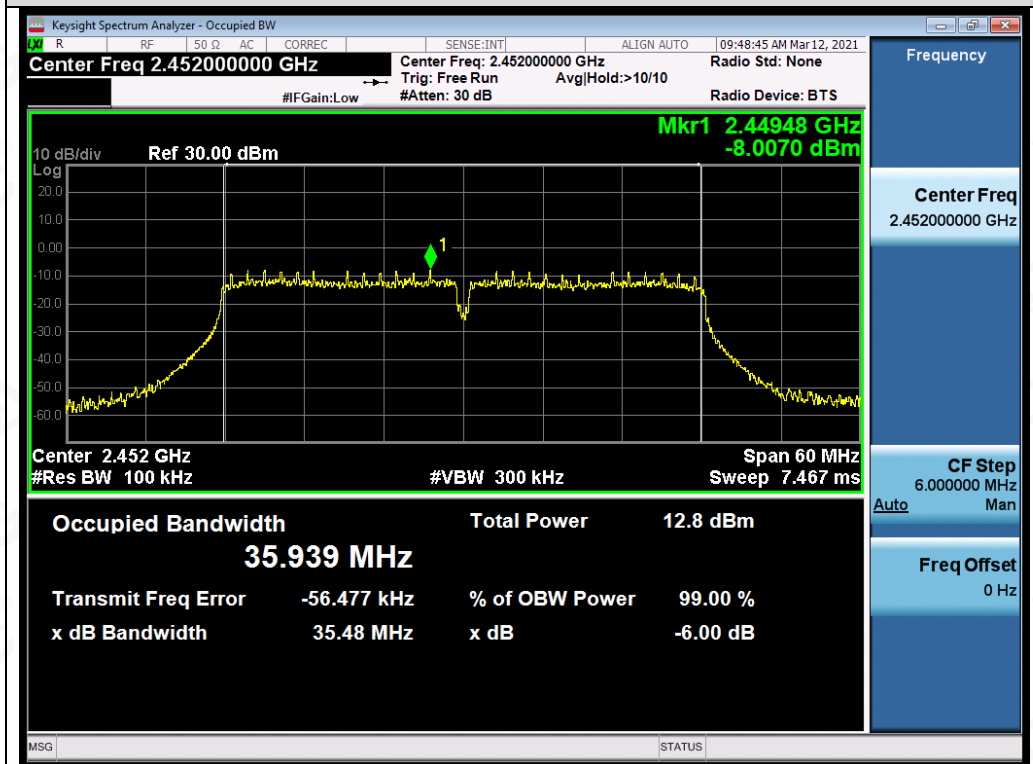 Keysight Spectrum Analyzer - Occupied BW
LXI R RF 50 Ω AC CORREC SENSE:INT ALIGN AUTO 09:48:45 AM Mar 12, 2021
Center Freq 2.452000000 GHz Center Freq: 2.452000000 GHz Radio Std: None
Trig: Free Run Avg|Hold:>10/10
#IFGain:Low #Atten: 30 dB Radio Device: BTS
Mkr1 2.44948 GHz
-8.0070 dBm
10 dB/div Ref 30.00 dBm
Log
20.0
10.0
0.00
1
-10.0
-20.0
-30.0
-40.0
-50.0
-60.0
Center 2.452 GHz Span 60 MHz
#Res BW 100 kHz #VBW 300 kHz Sweep 7.467 ms
Occupied Bandwidth Total Power 12.8 dBm
35.939 MHz
Transmit Freq Error -56.477 kHz % of OBW Power 99.00 %
x dB Bandwidth 35.48 MHz x dB -6.00 dB
Frequency
Center Freq
2.452000000 GHz
CF Step
6.000000 MHz
Auto Man
Freq Offset
0 Hz
MSG STATUS